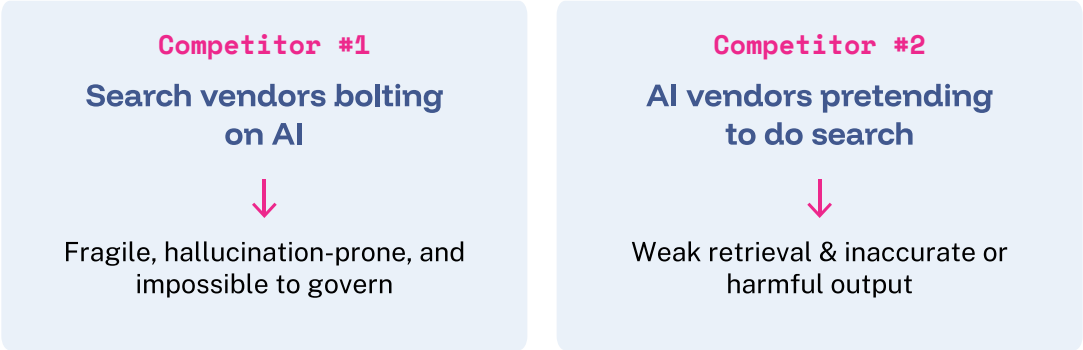 Competitor #1
Search vendors bolting
on AI
Fragile, hallucination-prone, and
impossible to govern
Competitor #2
AI vendors pretending
to do search
Weak retrieval & inaccurate or
harmful output